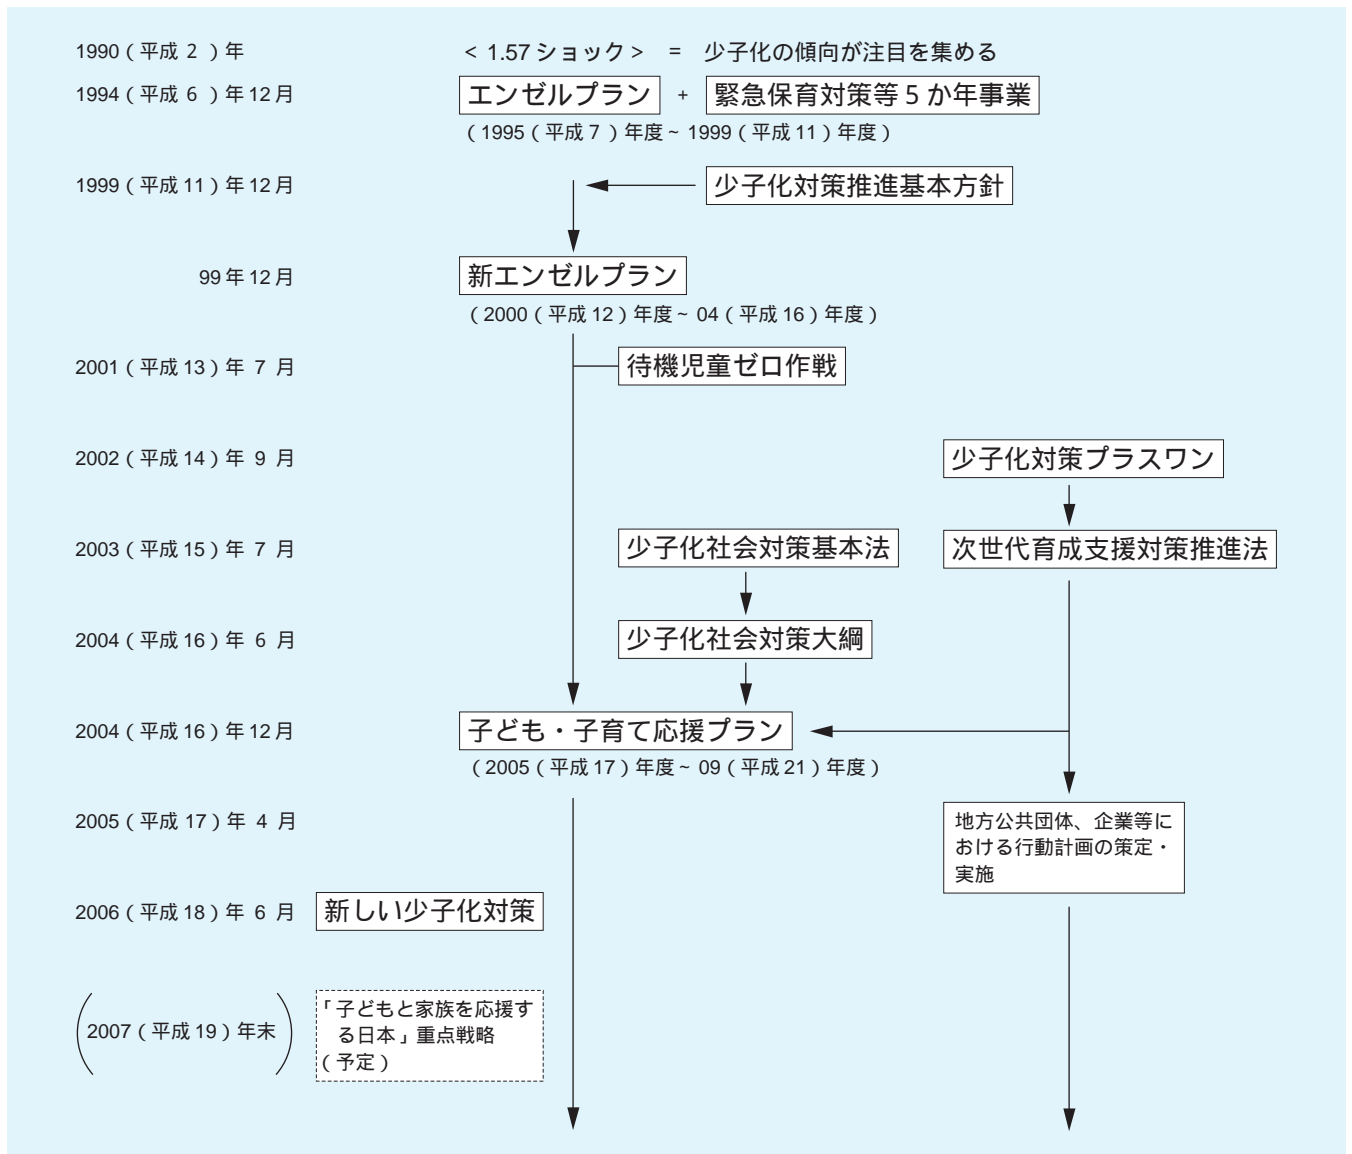 1990(平成 2 )年 < 1.57ショック> = 少子化の傾向が注目を集める
1994(平成 6 )年12月 エンゼルプラン + 緊急保育対策等5か年事業
(1995(平成7)年度~1999(平成11)年度)
1999(平成11)年12月 少子化対策推進基本方針
99年12月 新エンゼルプラン
(2000(平成12)年度~04(平成16)年度)
2001(平成13)年 7 月 待機児童ゼロ作戦
2002(平成14)年 9 月 少子化対策プラスワン
2003(平成15)年 7 月 少子化社会対策基本法 次世代育成支援対策推進法
2004(平成16)年 6 月 少子化社会対策大綱
2004(平成16)年12月 子ども・子育て応援プラン
(2005(平成17)年度~09(平成21)年度)
2005(平成17)年 4 月 地方公共団体、企業等に
おける行動計画の策定・
実施
2006(平成18)年 6 月 新しい少子化対策
(2007(平成19)年末) 「子どもと家族を応援す
る日本」重点戦略
(予定)